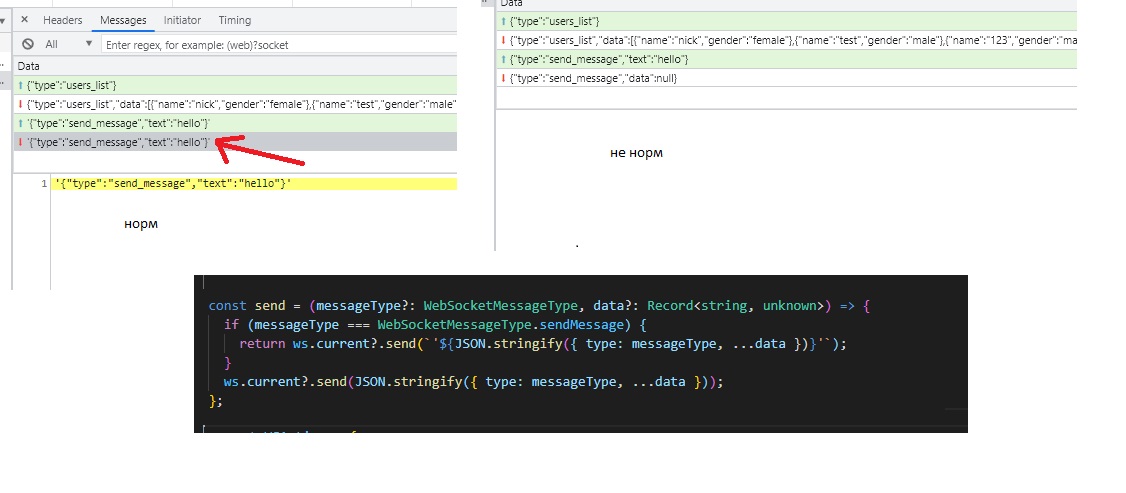 Headers Messages Initiator Timing
All Enter regex, for example: (web)?socket
Data
{"type":"users_list"}
{"type":"users_list","data":[{"name":"nick","gender":"female"},{"name":"test","gender":"male"
'{"type":"send_message","text":"hello"}'
'{"type":"send_message","text":"hello"}'
1 '{"type":"send_message","text":"hello"}'
норм
Data
{"type":"users_list"}
{"type":"users_list","data":[{"name":"nick","gender":"female"},{"name":"test","gender":"male"},{"name":"123","gender":"ma
{"type":"send_message","text":"hello"}
{"type":"send_message","data":null}
не норм
.
const send = (messageType?: WebSocketMessageType, data?: Record<string, unknown>) => {
if (messageType === WebSocketMessageType.sendMessage) {
return ws.current?.send(`'${JSON.stringify({ type: messageType, ...data })}'`);
}
ws.current?.send(JSON.stringify({ type: messageType, ...data }));
};